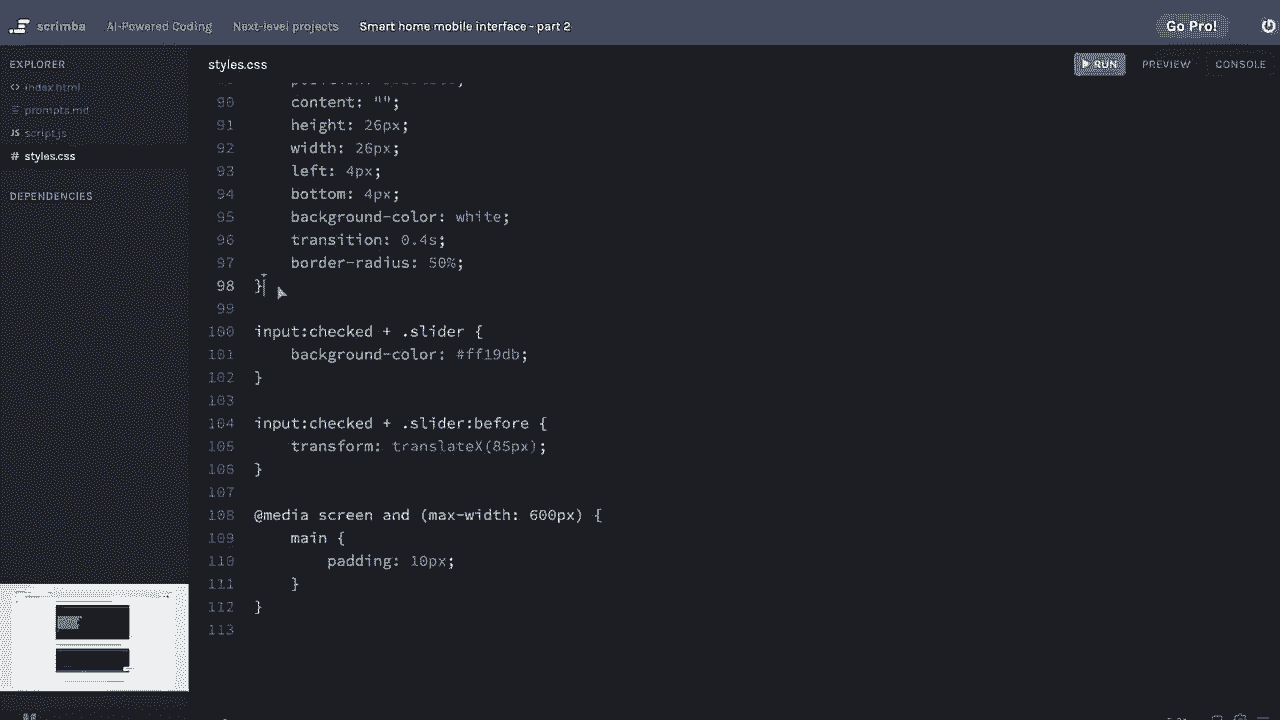 scrimba AI-Powered Coding Next-level projects Smart home mobile interface - part 2 Go Pro!
EXPLORER
index.html
prompts.md
JS script.js
# styles.css
DEPENDENCIES
styles.css
RUN PREVIEW CONSOLE
90 content: "";
91 height: 26px;
92 width: 26px;
93 left: 4px;
94 bottom: 4px;
95 background-color: white;
96 transition: 0.4s;
97 border-radius: 50%;
98 }
99
100 input:checked + .slider {
101 background-color: #ff19db;
102 }
103
104 input:checked + .slider:before {
105 transform: translateX(85px);
106 }
107
108 @media screen and (max-width: 600px) {
109 main {
110 padding: 10px;
111 }
112 }
113